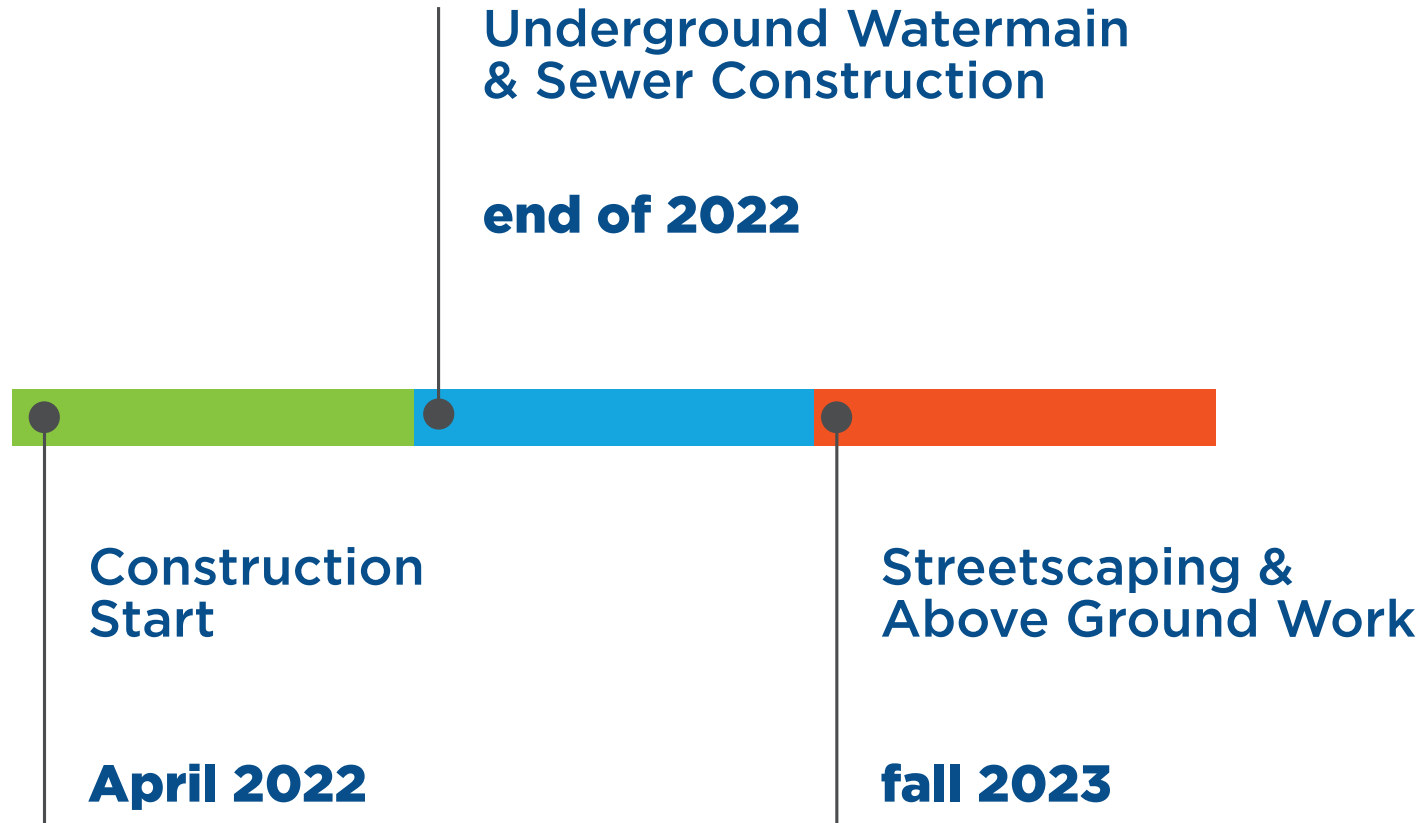 Underground Watermain
& Sewer Construction
end of 2022
Construction
Start
April 2022
Streetscaping &
Above Ground Work
fall 2023